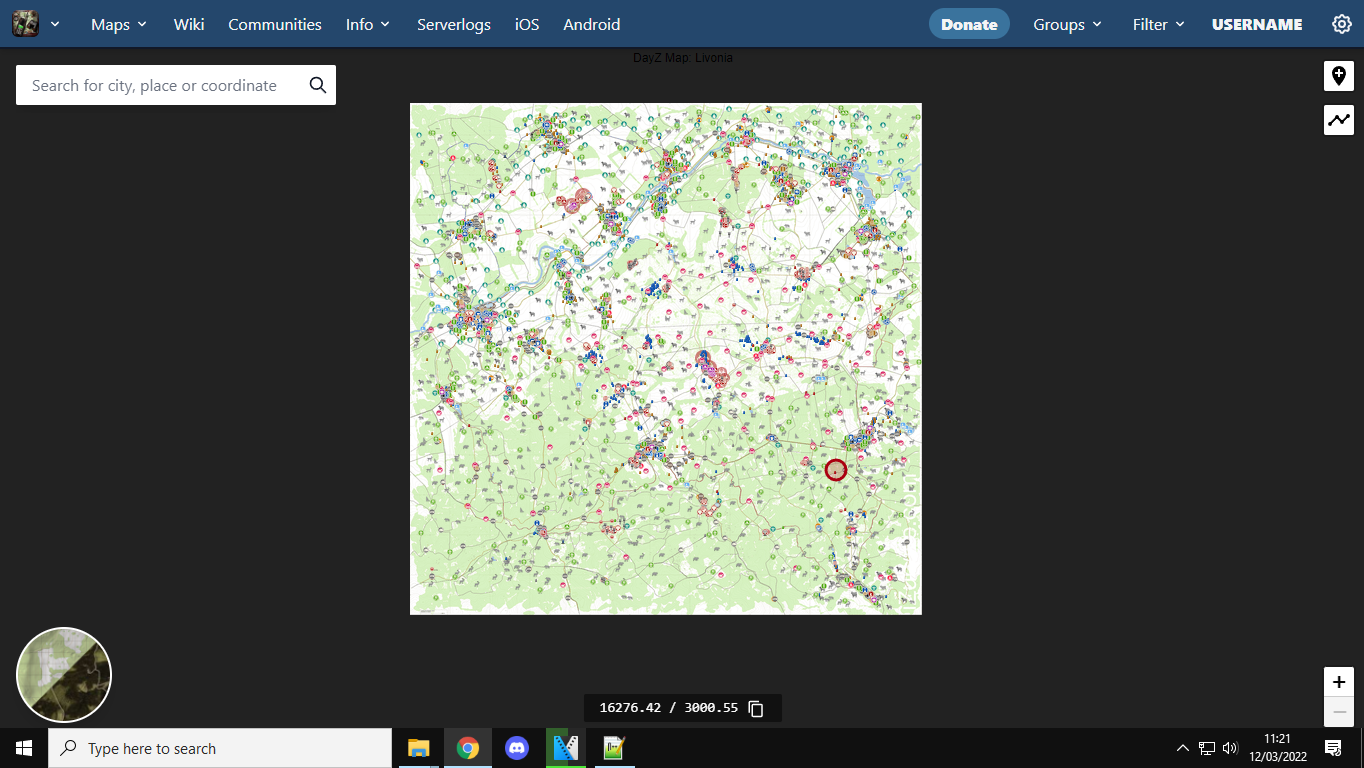 Maps Wiki Communities Info Serverlogs iOS Android Donate Groups Filter USERNAME
DayZ Map: Livonia
Search for city, place or coordinate
16276.42 / 3000.55
Type here to search
11:21
12/03/2022